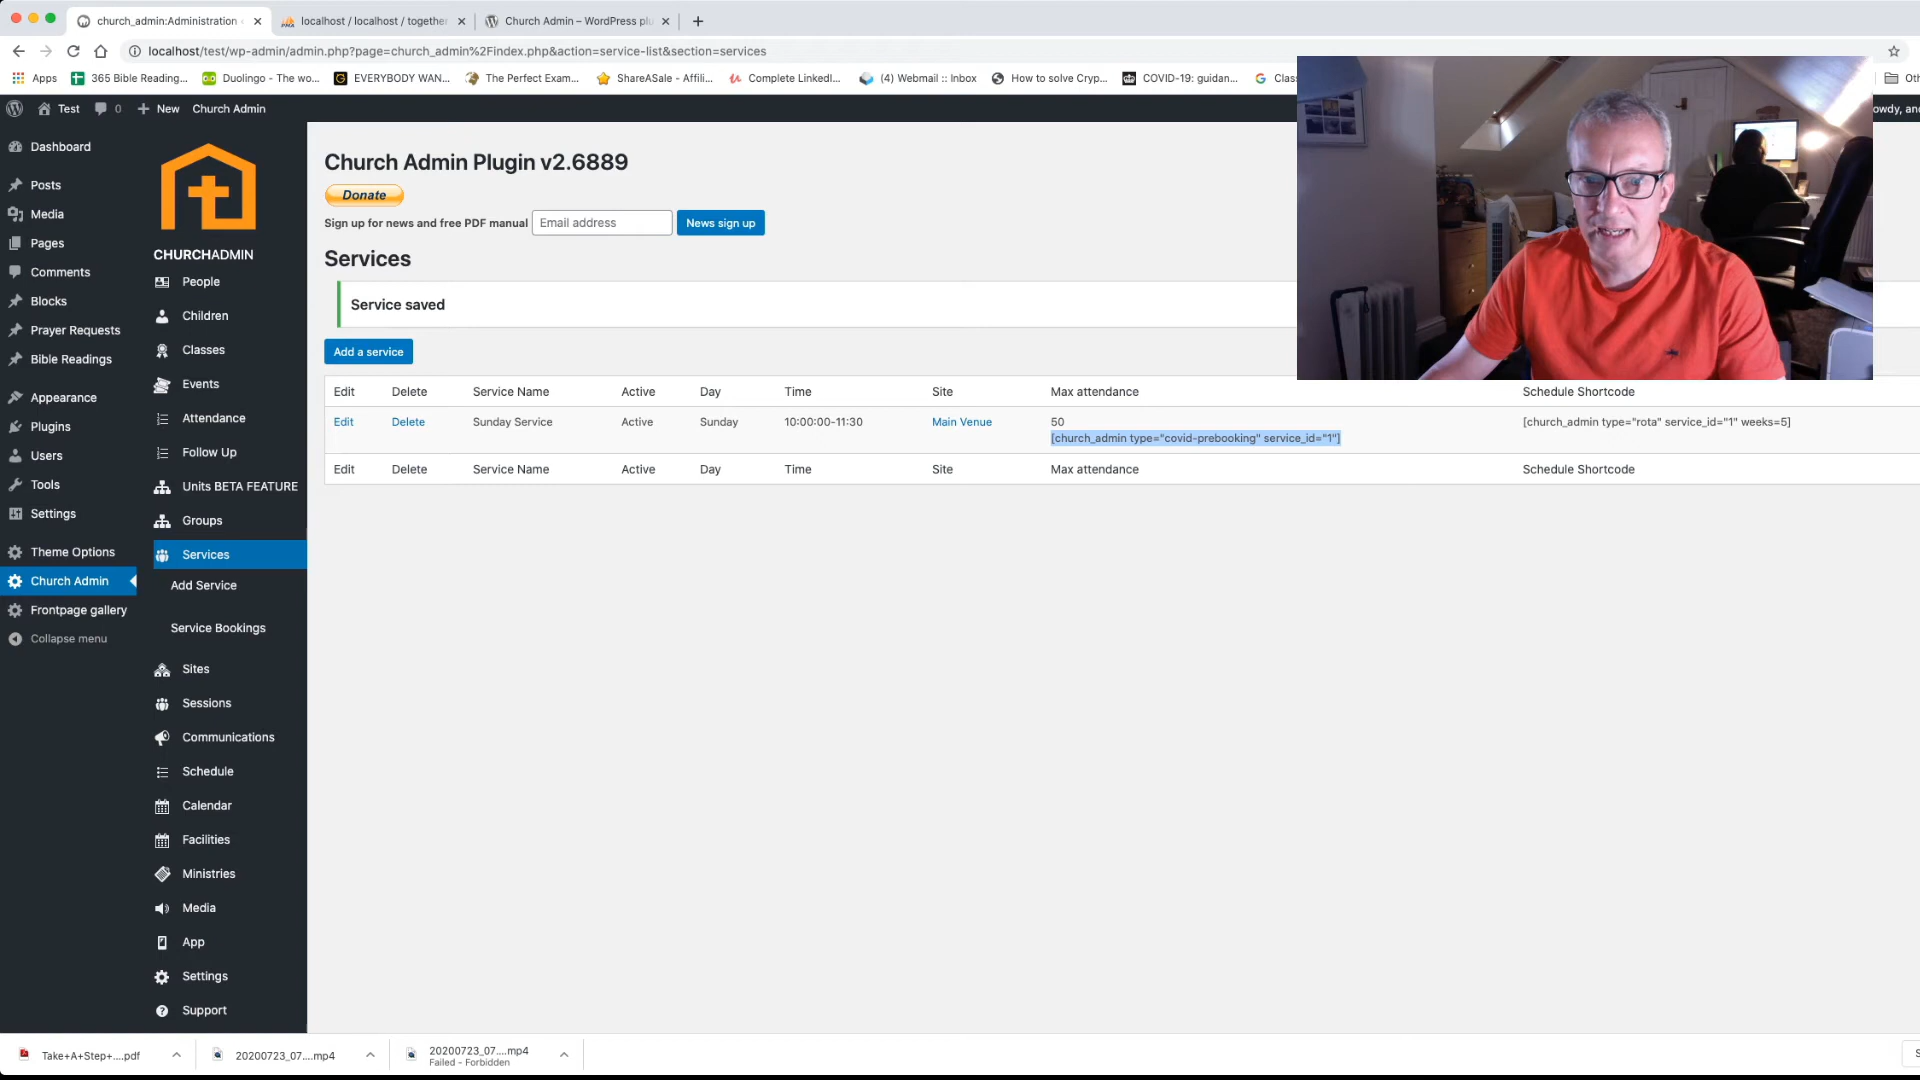 church_admin:Administration
localhost / localhost / together
Church Admin – WordPress plu
localhost/test/wp-admin/admin.php?page=church_admin%2Findex.php&action=service-list&section=services
Apps
365 Bible Reading...
Duolingo - The wo...
EVERYBODY WAN...
The Perfect Exam...
ShareASale - Affili...
Complete LinkedI...
(4) Webmail :: Inbox
How to solve Cryp...
COVID-19: guidan...
Test
0
New
Church Admin
Dashboard
Posts
Media
Pages
Comments
Blocks
Prayer Requests
Bible Readings
Appearance
Plugins
Users
Tools
Settings
Theme Options
Church Admin
Frontpage gallery
Collapse menu
CHURCHADMIN
People
Children
Classes
Events
Attendance
Follow Up
Units BETA FEATURE
Groups
Services
Add Service
Service Bookings
Sites
Sessions
Communications
Schedule
Calendar
Facilities
Ministries
Media
App
Settings
Support
Church Admin Plugin v2.6889
Donate
Sign up for news and free PDF manual Email address News sign up
Services
Service saved
Add a service
Edit Delete Service Name Active Day Time Site Max attendance Schedule Shortcode
Edit Delete Sunday Service Active Sunday 10:00:00-11:30 Main Venue 50 [church_admin type="rota" service_id="1" weeks=5]
[church_admin type="covid-prebooking" service_id="1"]
Edit Delete Service Name Active Day Time Site Max attendance Schedule Shortcode
Take+A+Step+....pdf
20200723_07....mp4
20200723_07....mp4
Failed - Forbidden